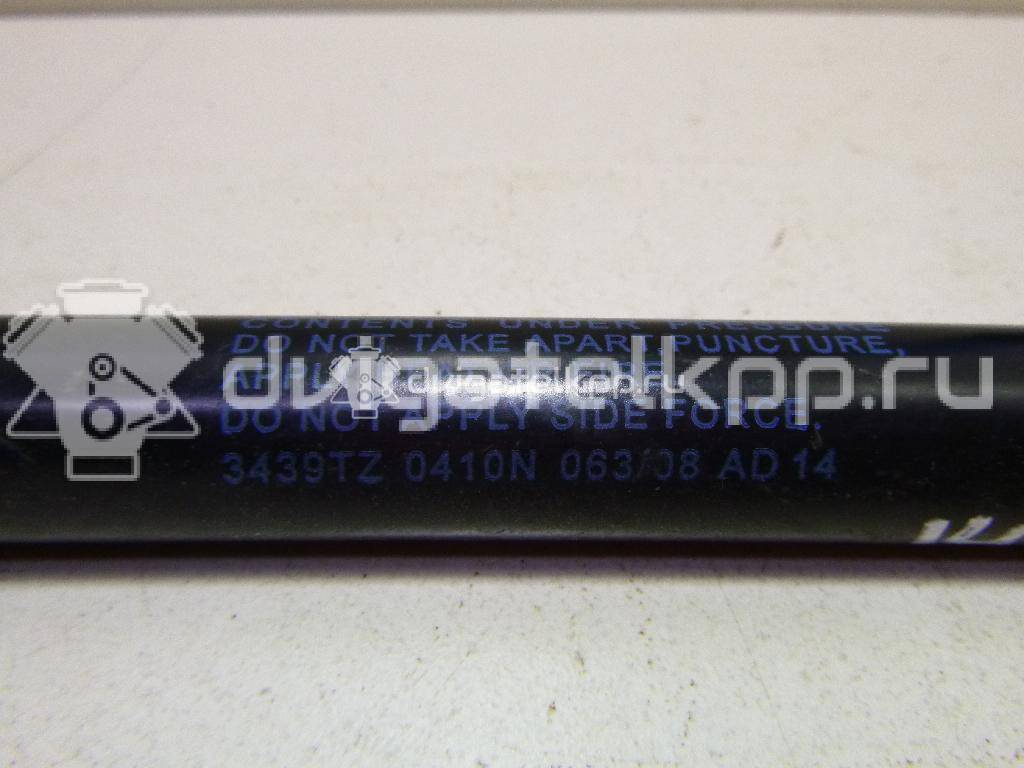 CONTENTS UNDER PRESSURE
DO NOT TAKE APART, PUNCTURE,
DO NOT APPLY SIDE FORCE.
3439TZ 0410N 063/08 AD 14
dvigatelkopro.ru